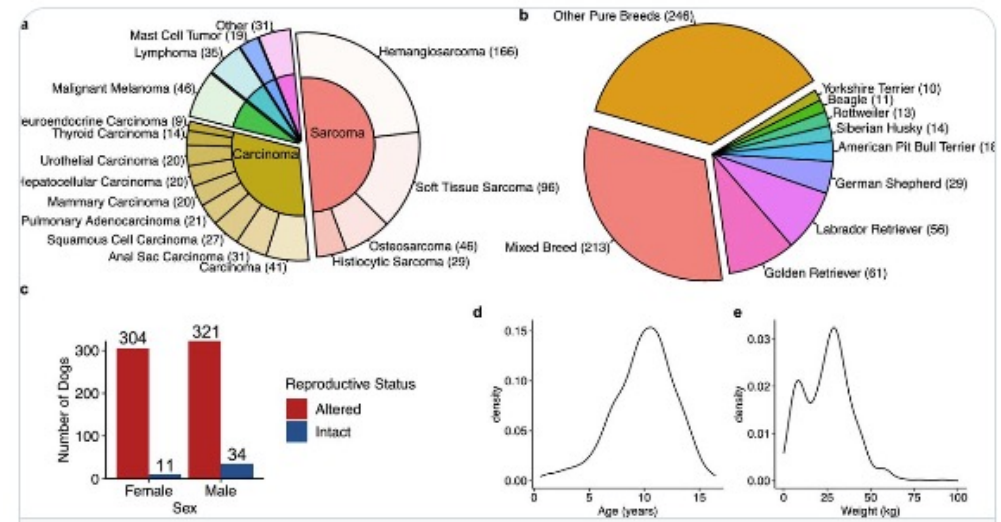 a
Other (31)
Mast Cell Tumor (19)
Lymphoma (35)
Malignant Melanoma (46)
euroendocrine Carcinoma (9)
Thyroid Carcinoma (14)
Urothelial Carcinoma (20)
Hepatocellular Carcinoma (20)
Mammary Carcinoma (20)
Pulmonary Adenocarcinoma (21)
Squamous Cell Carcinoma (27)
Anal Sac Carcinoma (31)
Carcinoma (41)
Carcinoma
Sarcoma
Hemangiosarcoma (166)
Soft Tissue Sarcoma (96)
Osteosarcoma (46)
Histiocytic Sarcoma (29)
b
Other Pure Breeds (246)
Yorkshire Terrier (10)
Beagle (11)
Rottweiler (13)
Siberian Husky (14)
American Pit Bull Terrier (18
German Shepherd (29)
Labrador Retriever (56)
Golden Retriever (61)
Mixed Breed (213)
c
Number of Dogs
300
200
100
0
304
11
321
34
Female
Male
Sex
Reproductive Status
Altered
Intact
d
density
0.15
0.10
0.05
0.00
0
5
10
15
Age (years)
e
density
0.03
0.02
0.01
0.00
0
25
50
75
100
Weight (kg)